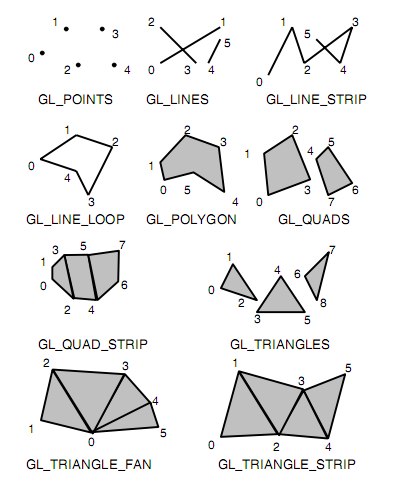 1 3 2 1 1 3
0 5
2 4 0 3 4 0 2 4
GL_POINTS GL_LINES GL_LINE_STRIP
1 2 2 3 2 5
0 1 1 4
4 3 0 5 4 0 3 7 6
GL_LINE_LOOP GL_POLYGON GL_QUADS
3 5 7 1 4 7
1 6
0 2 4 6 0 2 3 5 8
GL_QUAD_STRIP GL_TRIANGLES
2 3 1 3 5
4
1 0 5 0 2 4
GL_TRIANGLE_FAN GL_TRIANGLE_STRIP